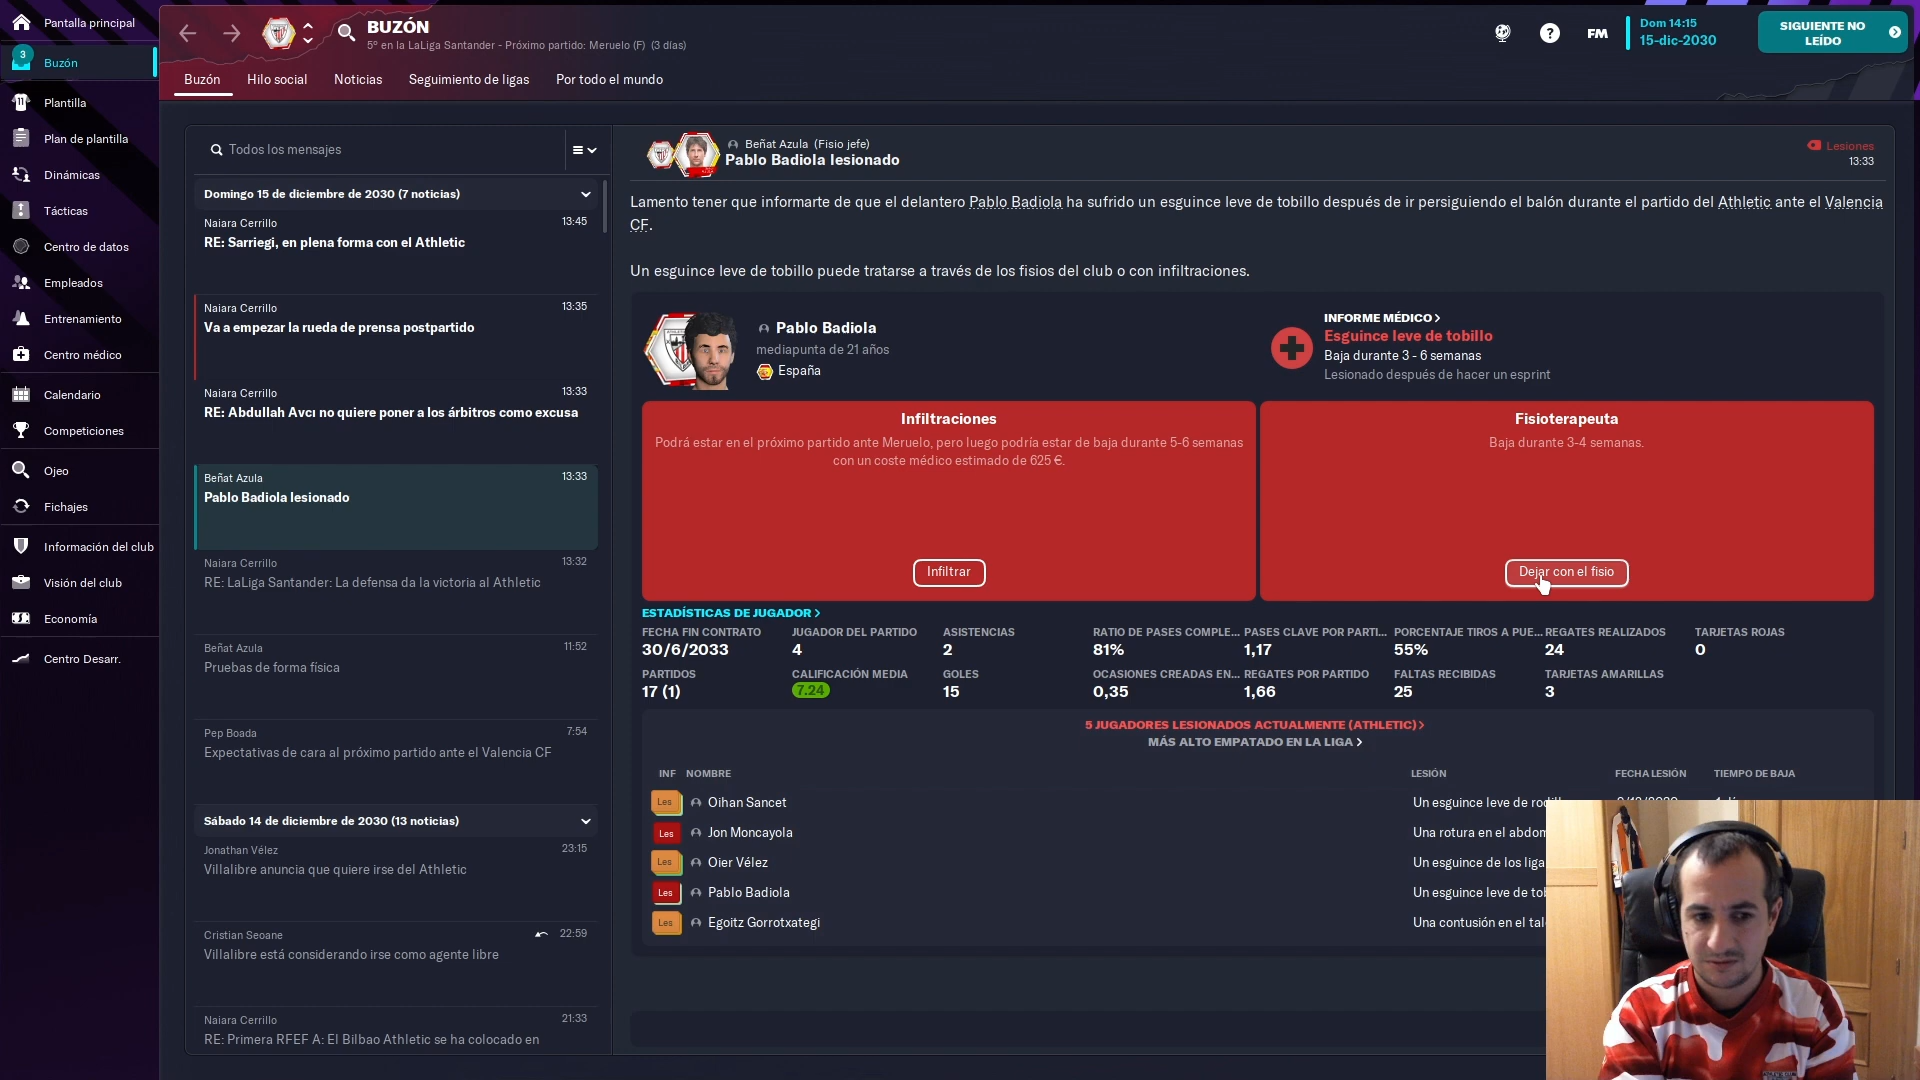 Pantalla principal
3
Buzón
Plantilla
Plan de plantilla
Dinámicas
Tácticas
Centro de datos
Empleados
Entrenamiento
Centro médico
Calendario
Competiciones
Ojeo
Fichajes
Información del club
Visión del club
Economía
Centro Desarr.
BUZÓN
5º en la LaLiga Santander - Próximo partido: Meruelo (F) (3 días)
FM
Dom 14:15
15-dic-2030
SIGUIENTE NO LEÍDO
Buzón
Hilo social
Noticias
Seguimiento de ligas
Por todo el mundo
Todos los mensajes
Domingo 15 de diciembre de 2030 (7 noticias)
Naiara Cerrillo 13:45
RE: Sarriegi, en plena forma con el Athletic
Naiara Cerrillo 13:35
Va a empezar la rueda de prensa postpartido
Naiara Cerrillo 13:33
RE: Abdullah Avcı no quiere poner a los árbitros como excusa
Beñat Azula 13:33
Pablo Badiola lesionado
Naiara Cerrillo 13:32
RE: LaLiga Santander: La defensa da la victoria al Athletic
Beñat Azula 11:52
Pruebas de forma física
Pep Boada 7:54
Expectativas de cara al próximo partido ante el Valencia CF
Sábado 14 de diciembre de 2030 (13 noticias)
Jonathan Vélez 23:15
Villalibre anuncia que quiere irse del Athletic
Cristian Seoane 22:59
Villalibre está considerando irse como agente libre
Naiara Cerrillo 21:33
RE: Primera RFEF A: El Bilbao Athletic se ha colocado en
Beñat Azula (Fisio jefe)
Pablo Badiola lesionado
Lesiones
13:33
Lamento tener que informarte de que el delantero Pablo Badiola ha sufrido un esguince leve de tobillo después de ir persiguiendo el balón durante el partido del Athletic ante el Valencia
CF.
Un esguince leve de tobillo puede tratarse a través de los fisios del club o con infiltraciones.
Pablo Badiola
mediapunta de 21 años
España
INFORME MÉDICO
Esguince leve de tobillo
Baja durante 3 - 6 semanas
Lesionado después de hacer un esprint
Infiltraciones
Podrá estar en el próximo partido ante Meruelo, pero luego podría estar de baja durante 5-6 semanas
con un coste médico estimado de 625 €.
Infiltrar
Fisioterapeuta
Baja durante 3-4 semanas.
Dejar con el fisio
ESTADÍSTICAS DE JUGADOR
FECHA FIN CONTRATO JUGADOR DEL PARTIDO ASISTENCIAS RATIO DE PASES COMPLE... PASES CLAVE POR PARTI... PORCENTAJE TIROS A PUE... REGATES REALIZADOS TARJETAS ROJAS
30/6/2033 4 2 81% 1,17 55% 24 0
PARTIDOS CALIFICACIÓN MEDIA GOLES OCASIONES CREADAS EN... REGATES POR PARTIDO FALTAS RECIBIDAS TARJETAS AMARILLAS
17 (1) 7.24 15 0,35 1,66 25 3
5 JUGADORES LESIONADOS ACTUALMENTE (ATHLETIC)
MÁS ALTO EMPATADO EN LA LIGA
INF NOMBRE LESIÓN FECHA LESIÓN TIEMPO DE BAJA
Les Oihan Sancet Un esguince leve de
Les Jon Moncayola Una rotura en el
Les Oier Vélez Un esguince de los
Les Pablo Badiola Un esguince leve de
Les Egoitz Gorrotxategi Una contusión en el